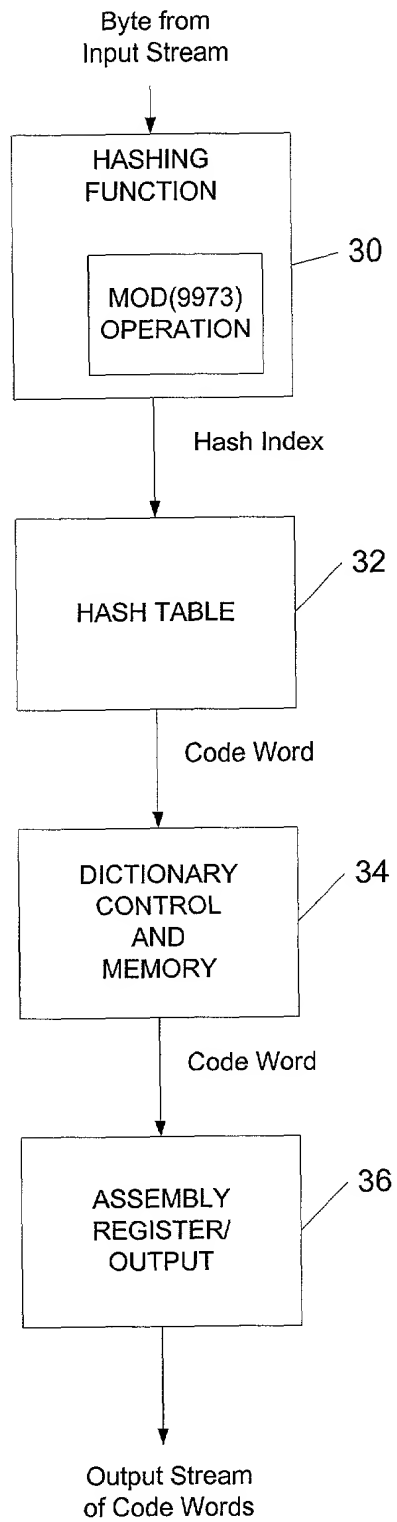 Byte from
Input Stream
HASHING
FUNCTION
30
MOD(9973)
OPERATION
Hash Index
32
HASH TABLE
Code Word
34
DICTIONARY
CONTROL
AND
MEMORY
Code Word
36
ASSEMBLY
REGISTER/
OUTPUT
Output Stream
of Code Words